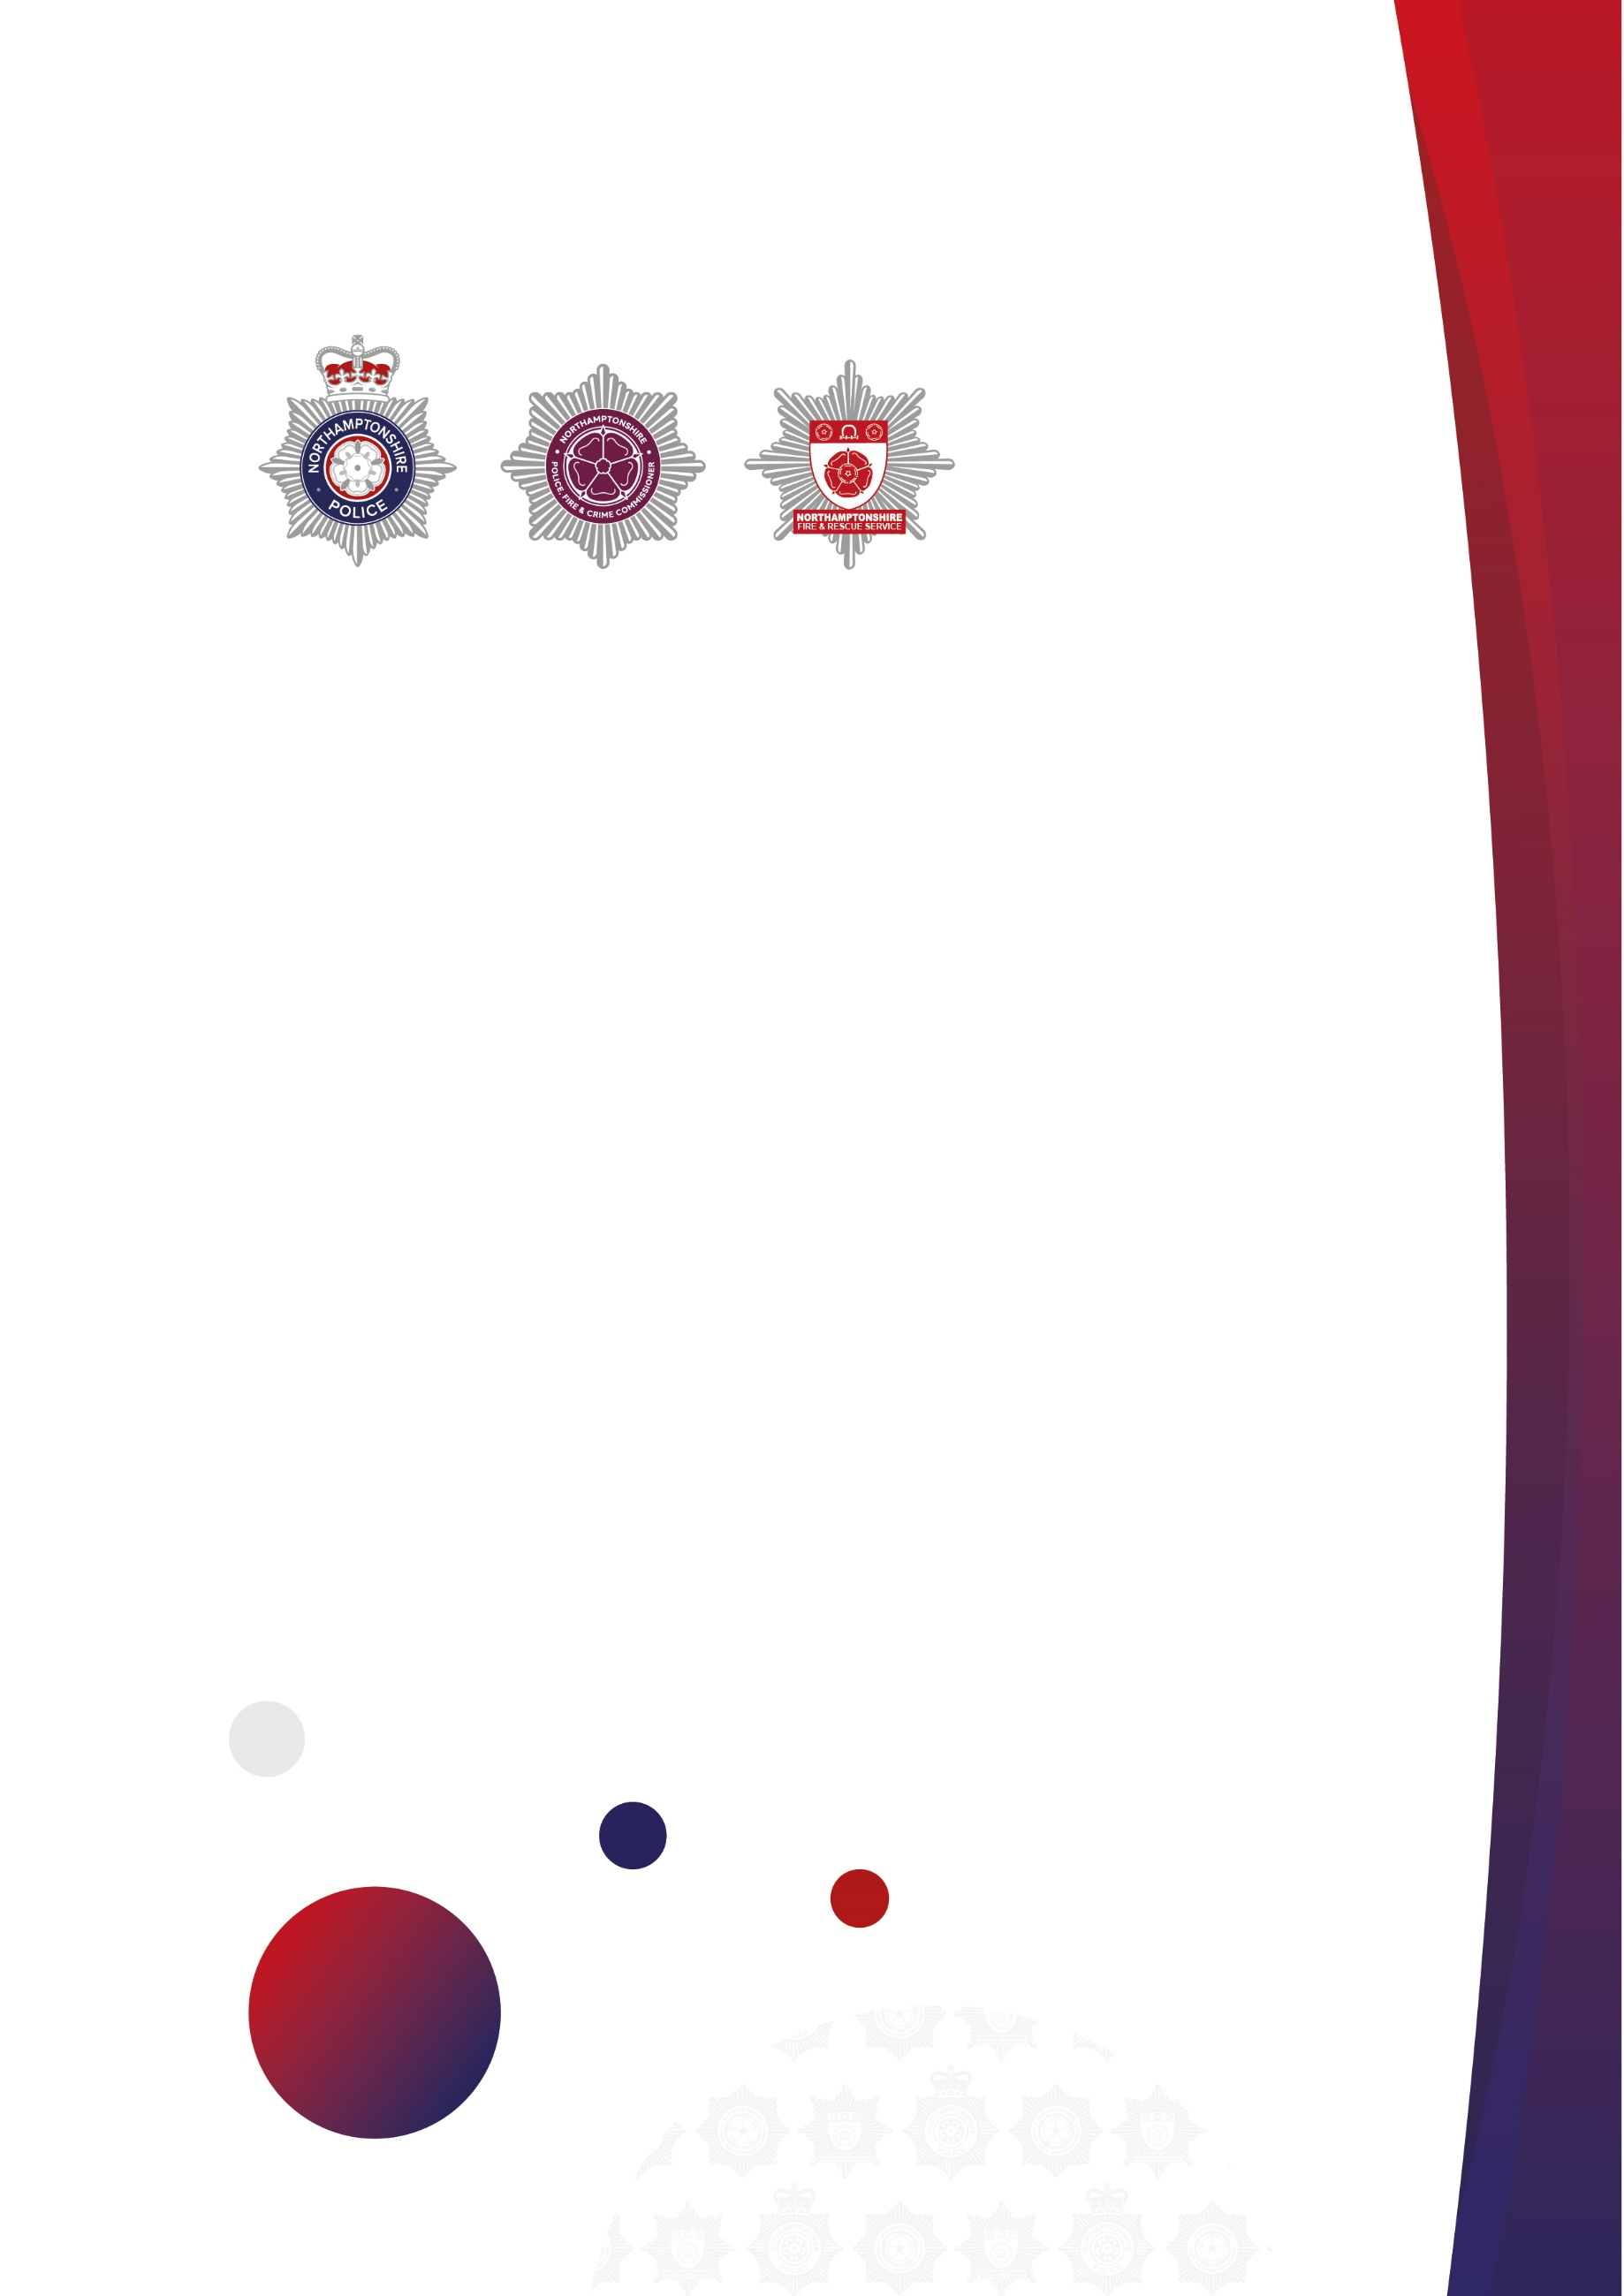 NORTHAMPTONSHIRE
POLICE
NORTHAMPTONSHIRE
POLICE, FIRE & CRIME COMMISSIONER
NORTHAMPTONSHIRE
FIRE & RESCUE SERVICE